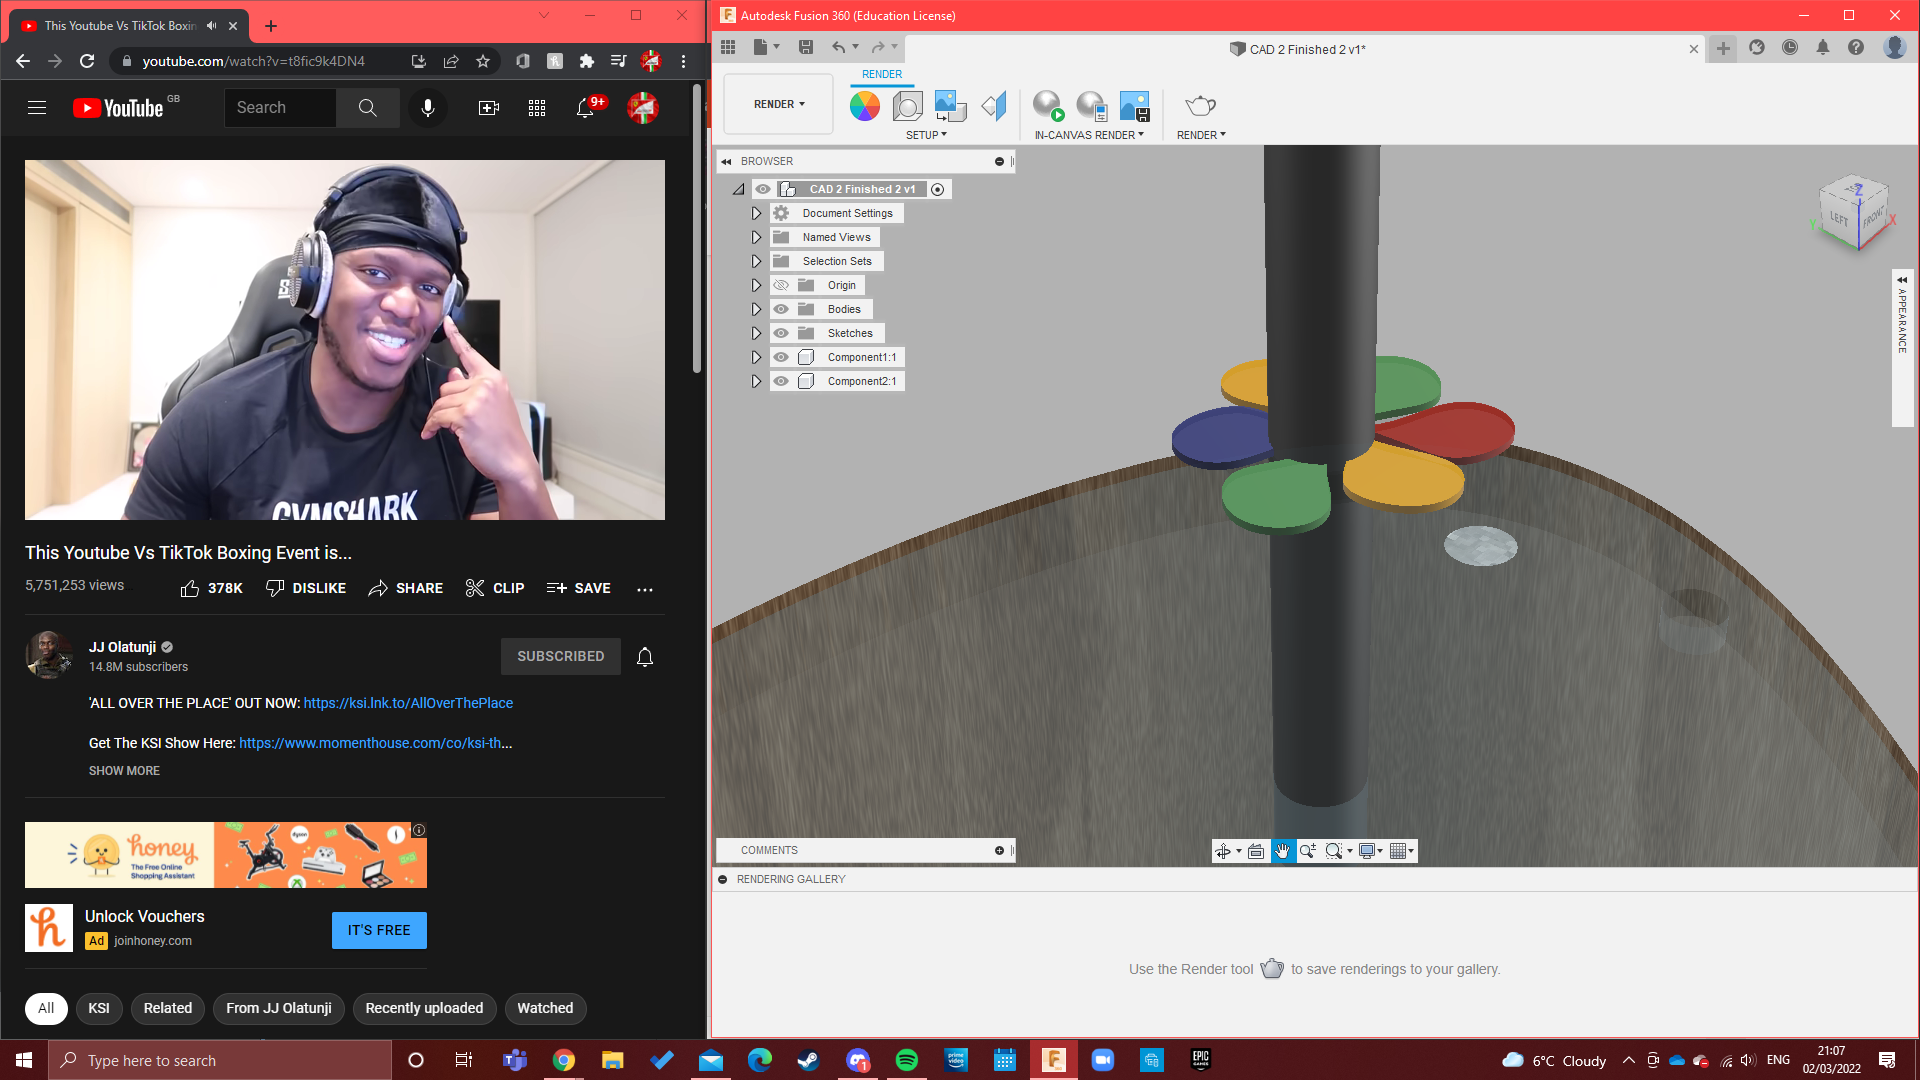 This Youtube Vs TikTok Boxin
youtube.com/watch?v=t8fic9k4DN4
YouTube GB
Search
9+
GYMSHARK
This Youtube Vs TikTok Boxing Event is...
5,751,253 views
378K
DISLIKE
SHARE
CLIP
SAVE
JJ Olatunji
14.8M subscribers
SUBSCRIBED
'ALL OVER THE PLACE' OUT NOW: https://ksi.lnk.to/AllOverThePlace
Get The KSI Show Here: https://www.momenthouse.com/co/ksi-th...
SHOW MORE
honey
The Free Online
Shopping Assistant
dyson
Unlock Vouchers
Ad joinhoney.com
IT'S FREE
All
KSI
Related
From JJ Olatunji
Recently uploaded
Watched
Autodesk Fusion 360 (Education License)
CAD 2 Finished 2 v1*
RENDER
RENDER
SETUP
IN-CANVAS RENDER
RENDER
BROWSER
CAD 2 Finished 2 v1
Document Settings
Named Views
Selection Sets
Origin
Bodies
Sketches
Component1:1
Component2:1
Z
LEFT
FRONT
X
Y
APPEARANCE
COMMENTS
RENDERING GALLERY
Use the Render tool to save renderings to your gallery.
Type here to search
1
prime video
EPIC GAMES
6°C Cloudy
ENG
21:07
02/03/2022